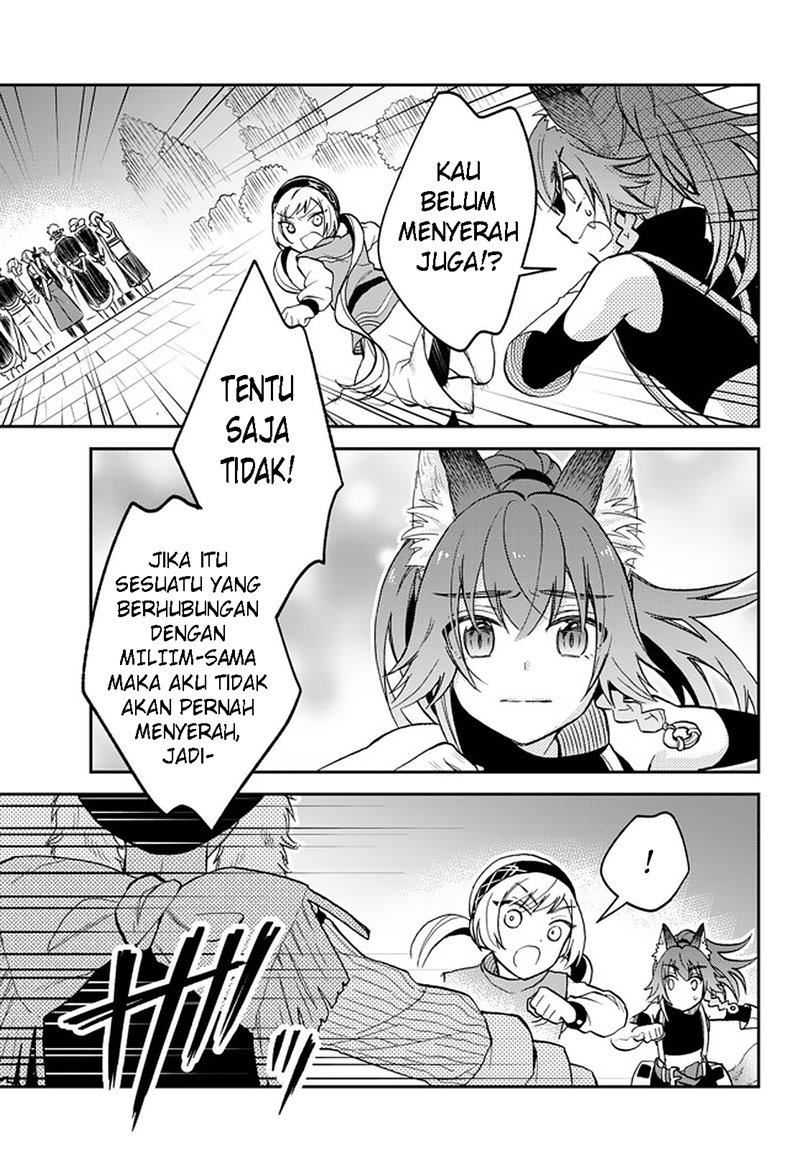 KAU
BELUM
MENYERAH
JUGA!?
TENTU
SAJA
TIDAK!
JIKA ITU
SESUATU YANG
BERHUBUNGAN
DENGAN
MILIIM-SAMA
MAKA AKU TIDAK
AKAN PERNAH
MENYERAH,
JADI-
!